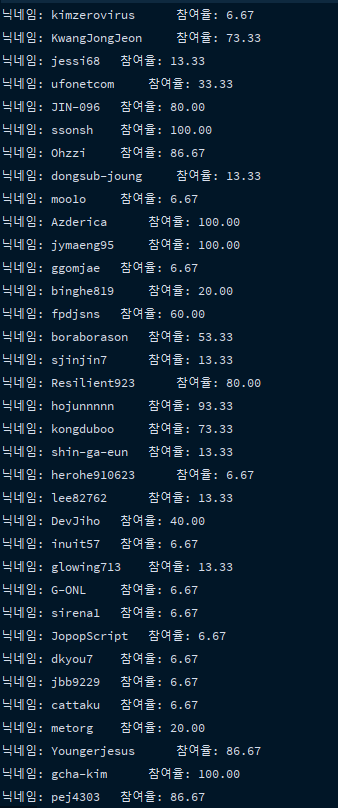 닉네임: kimzerovirus 참여율: 6.67
닉네임: KwangJongJeon 참여율: 73.33
닉네임: jessi68 참여율: 13.33
닉네임: ufonetcom 참여율: 33.33
닉네임: JIN-096 참여율: 80.00
닉네임: ssonsh 참여율: 100.00
닉네임: Ohzzi 참여율: 86.67
닉네임: dongsub-joung 참여율: 13.33
닉네임: moolo 참여율: 6.67
닉네임: Azderica 참여율: 100.00
닉네임: jymaeng95 참여율: 100.00
닉네임: ggomjae 참여율: 6.67
닉네임: binghe819 참여율: 20.00
닉네임: fpdjsns 참여율: 60.00
닉네임: boraborason 참여율: 53.33
닉네임: sjinjin7 참여율: 13.33
닉네임: Resilient923 참여율: 80.00
닉네임: hojunnnnn 참여율: 93.33
닉네임: kongduboo 참여율: 73.33
닉네임: shin-ga-eun 참여율: 13.33
닉네임: herohe910623 참여율: 6.67
닉네임: lee82762 참여율: 13.33
닉네임: DevJiho 참여율: 40.00
닉네임: inuit57 참여율: 6.67
닉네임: glowing713 참여율: 13.33
닉네임: G-ONL 참여율: 6.67
닉네임: sirenal 참여율: 6.67
닉네임: JopopScript 참여율: 6.67
닉네임: dkyou7 참여율: 6.67
닉네임: jbb9229 참여율: 6.67
닉네임: cattaku 참여율: 6.67
닉네임: metorg 참여율: 20.00
닉네임: Youngerjesus 참여율: 86.67
닉네임: gcha-kim 참여율: 100.00
닉네임: pej4303 참여율: 86.67